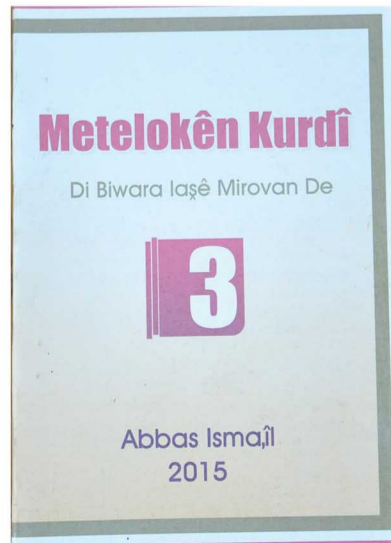 Metelokên Kurdî
Di Biwara laşê Mirovan De
3
Abbas Isma,îl
2015